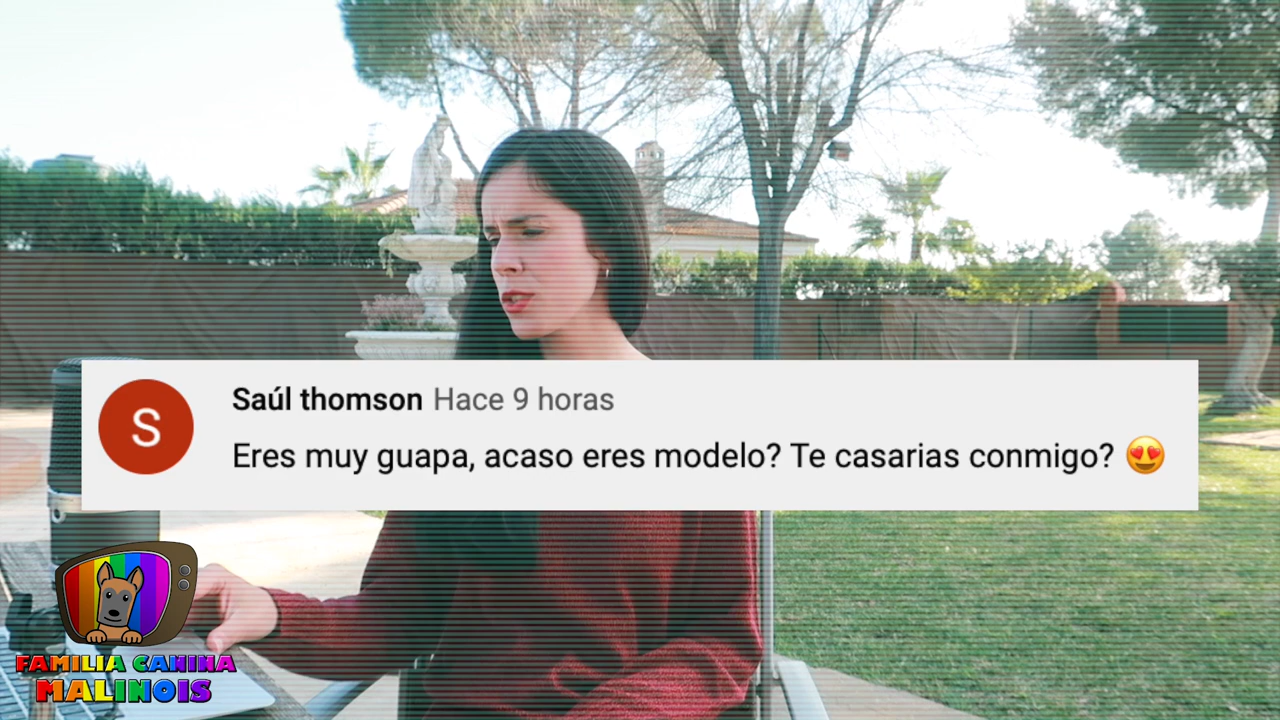 S
Saúl thomson Hace 9 horas
Eres muy guapa, acaso eres modelo? Te casarias conmigo? 😍
FAMILIA CANINA
MALINOIS